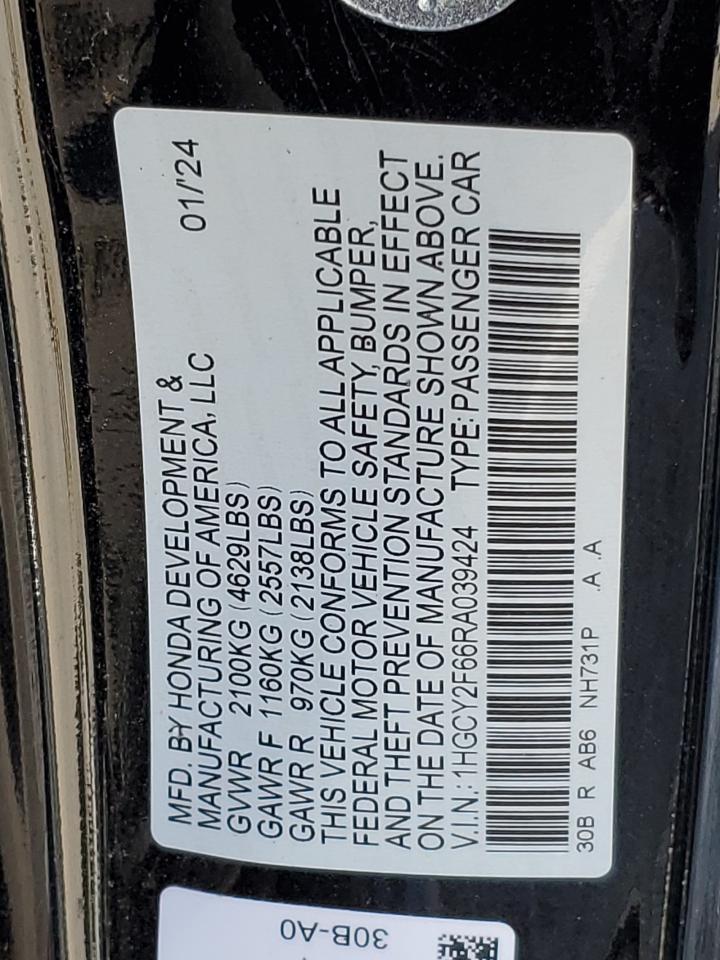 MFD. BY HONDA DEVELOPMENT &
MANUFACTURING OF AMERICA, LLC 01/'24
GVWR 2100KG (4629LBS)
GAWR F 1160KG (2557LBS)
GAWR R 970KG (2138LBS)
THIS VEHICLE CONFORMS TO ALL APPLICABLE
FEDERAL MOTOR VEHICLE SAFETY, BUMPER,
AND THEFT PREVENTION STANDARDS IN EFFECT
ON THE DATE OF MANUFACTURE SHOWN ABOVE.
V.I.N.: 1HGCY2F66RA039424 TYPE: PASSENGER CAR
30B R AB6 NH731P .A .A
30B-A0